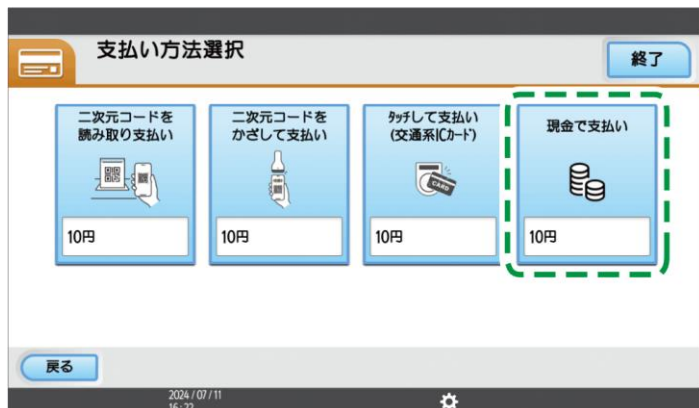 支払い方法選択
終了
二次元コードを
読み取り支払い
二次元コードを
かざして支払い
タッチして支払い
(交通系ICカード)
現金で支払い
CARD
10円
10円
10円
10円
戻る
2024/07/11
16:22